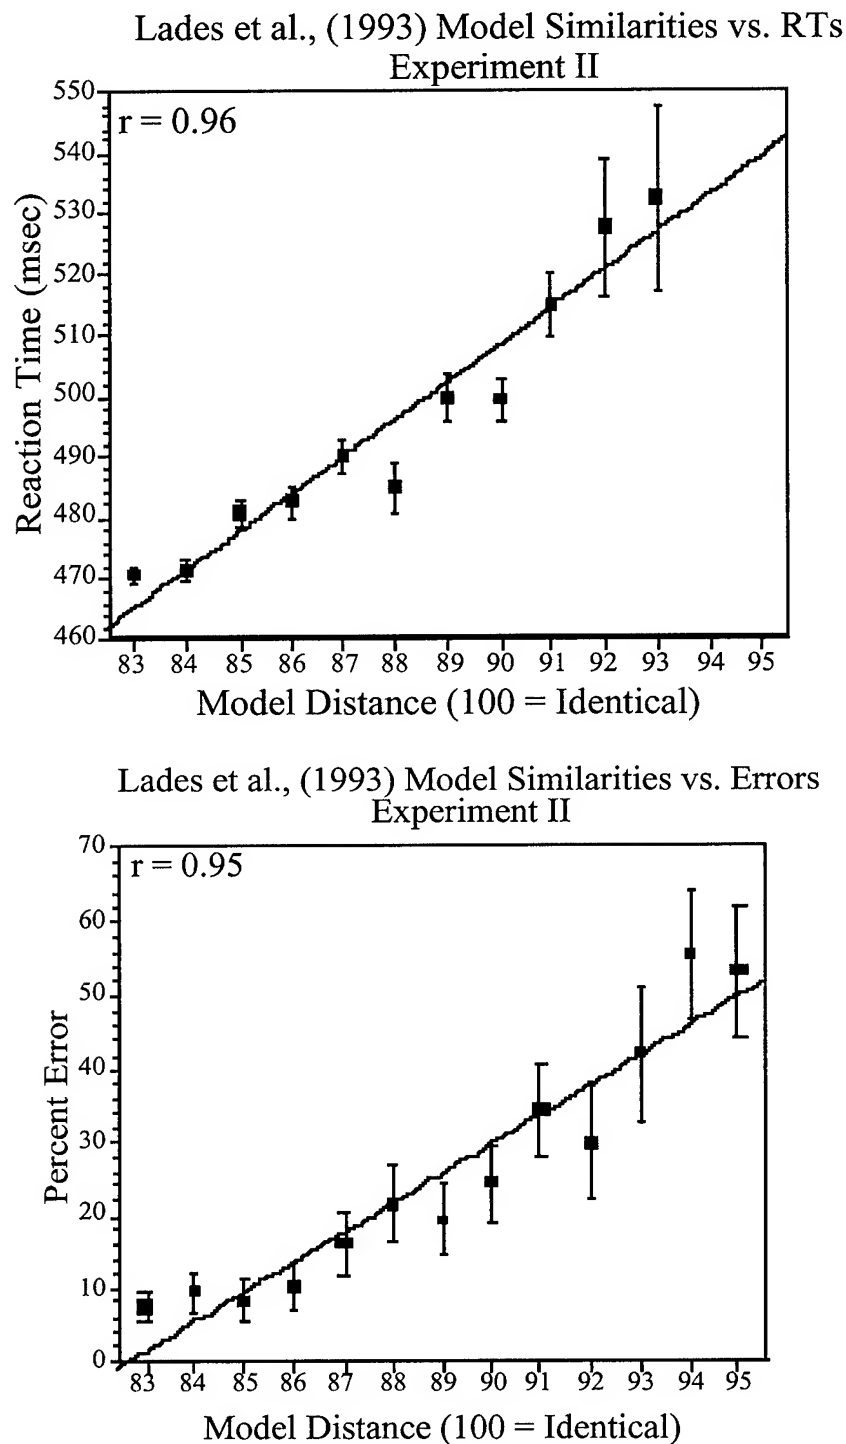 Lades et al., (1993) Model Similarities vs. RTs
Experiment II
r = 0.96
Reaction Time (msec)
550
540
530
520
510
500
490
480
470
460
83 84 85 86 87 88 89 90 91 92 93 94 95
Model Distance (100 = Identical)
Lades et al., (1993) Model Similarities vs. Errors
Experiment II
r = 0.95
Percent Error
70
60
50
40
30
20
10
0
83 84 85 86 87 88 89 90 91 92 93 94 95
Model Distance (100 = Identical)